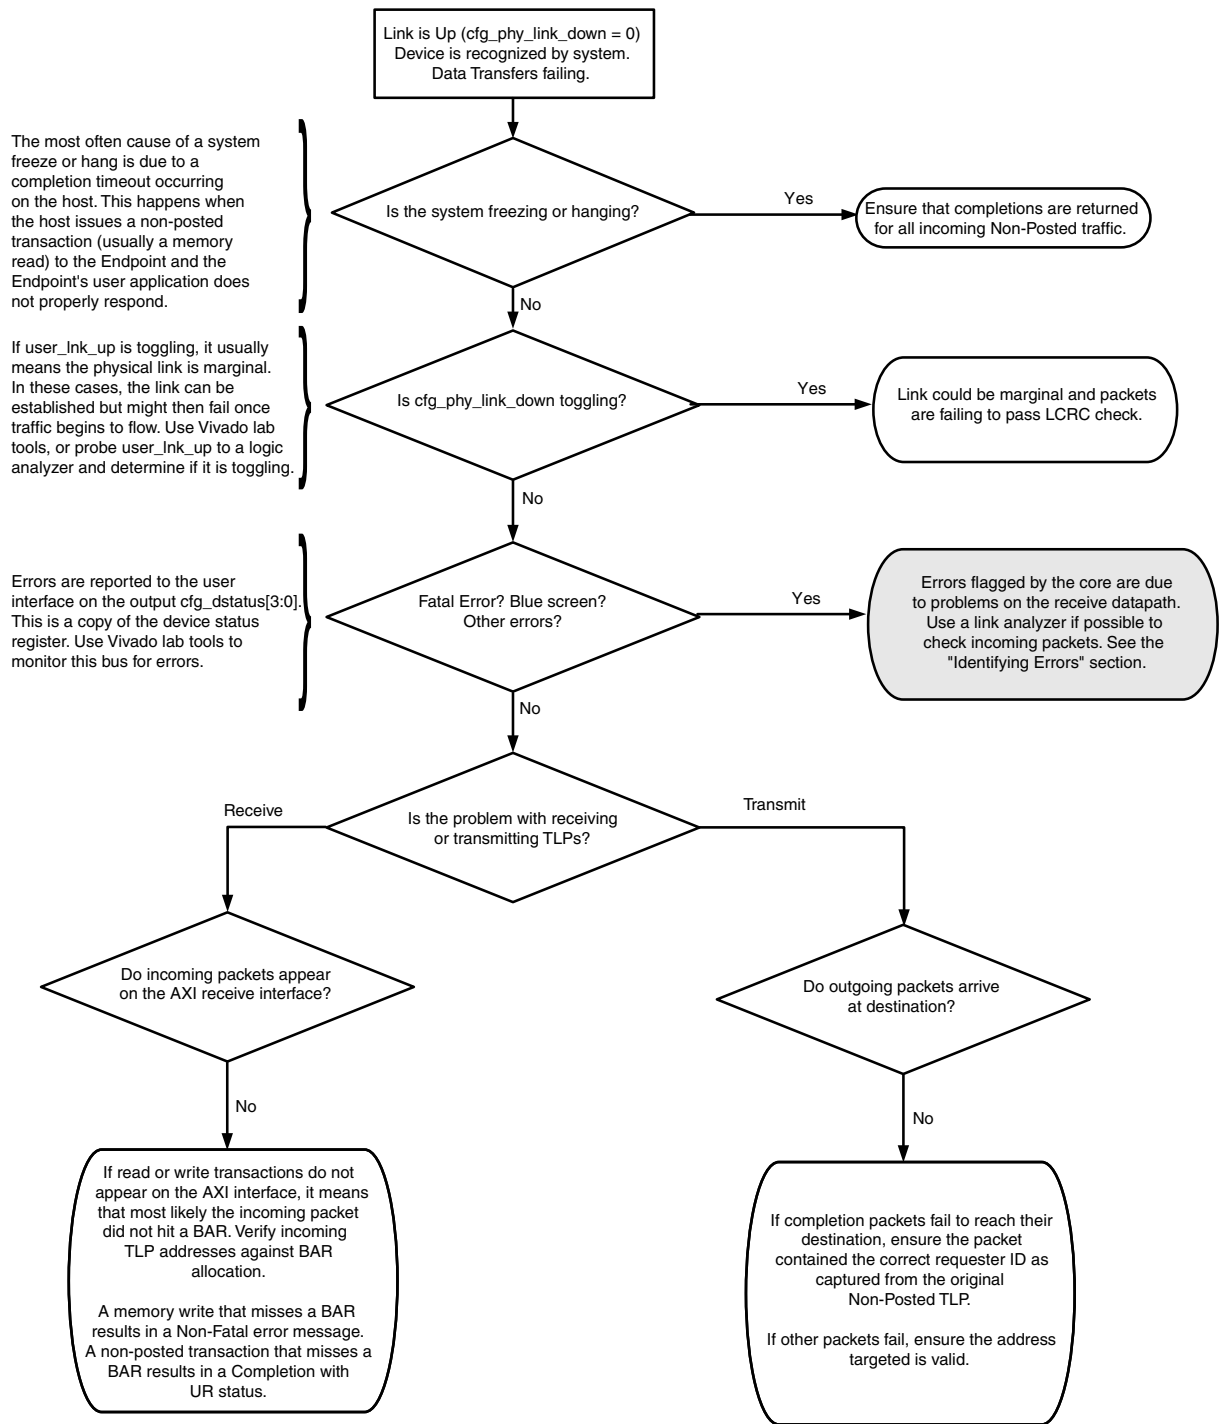 Link is Up (cfg_phy_link_down = 0)
Device is recognized by system.
Data Transfers failing.
The most often cause of a system
freeze or hang is due to a
completion timeout occurring
on the host. This happens when
the host issues a non-posted
transaction (usually a memory
read) to the Endpoint and the
Endpoint's user application does
not properly respond.
Is the system freezing or hanging?
Yes
Ensure that completions are returned
for all incoming Non-Posted traffic.
No
If user_lnk_up is toggling, it usually
means the physical link is marginal.
In these cases, the link can be
established but might then fail once
traffic begins to flow. Use Vivado lab
tools, or probe user_lnk_up to a logic
analyzer and determine if it is toggling.
Is cfg_phy_link_down toggling?
Yes
Link could be marginal and packets
are failing to pass LCRC check.
No
Errors are reported to the user
interface on the output cfg_dstatus[3:0].
This is a copy of the device status
register. Use Vivado lab tools to
monitor this bus for errors.
Fatal Error? Blue screen?
Other errors?
Yes
Errors flagged by the core are due
to problems on the receive datapath.
Use a link analyzer if possible to
check incoming packets. See the
"Identifying Errors" section.
No
Is the problem with receiving
or transmitting TLPs?
Receive
Transmit
Do incoming packets appear
on the AXI receive interface?
Do outgoing packets arrive
at destination?
No
No
If read or write transactions do not
appear on the AXI interface, it means
that most likely the incoming packet
did not hit a BAR. Verify incoming
TLP addresses against BAR
allocation.
A memory write that misses a BAR
results in a Non-Fatal error message.
A non-posted transaction that misses a
BAR results in a Completion with
UR status.
If completion packets fail to reach their
destination, ensure the packet
contained the correct requester ID as
captured from the original
Non-Posted TLP.
If other packets fail, ensure the address
targeted is valid.